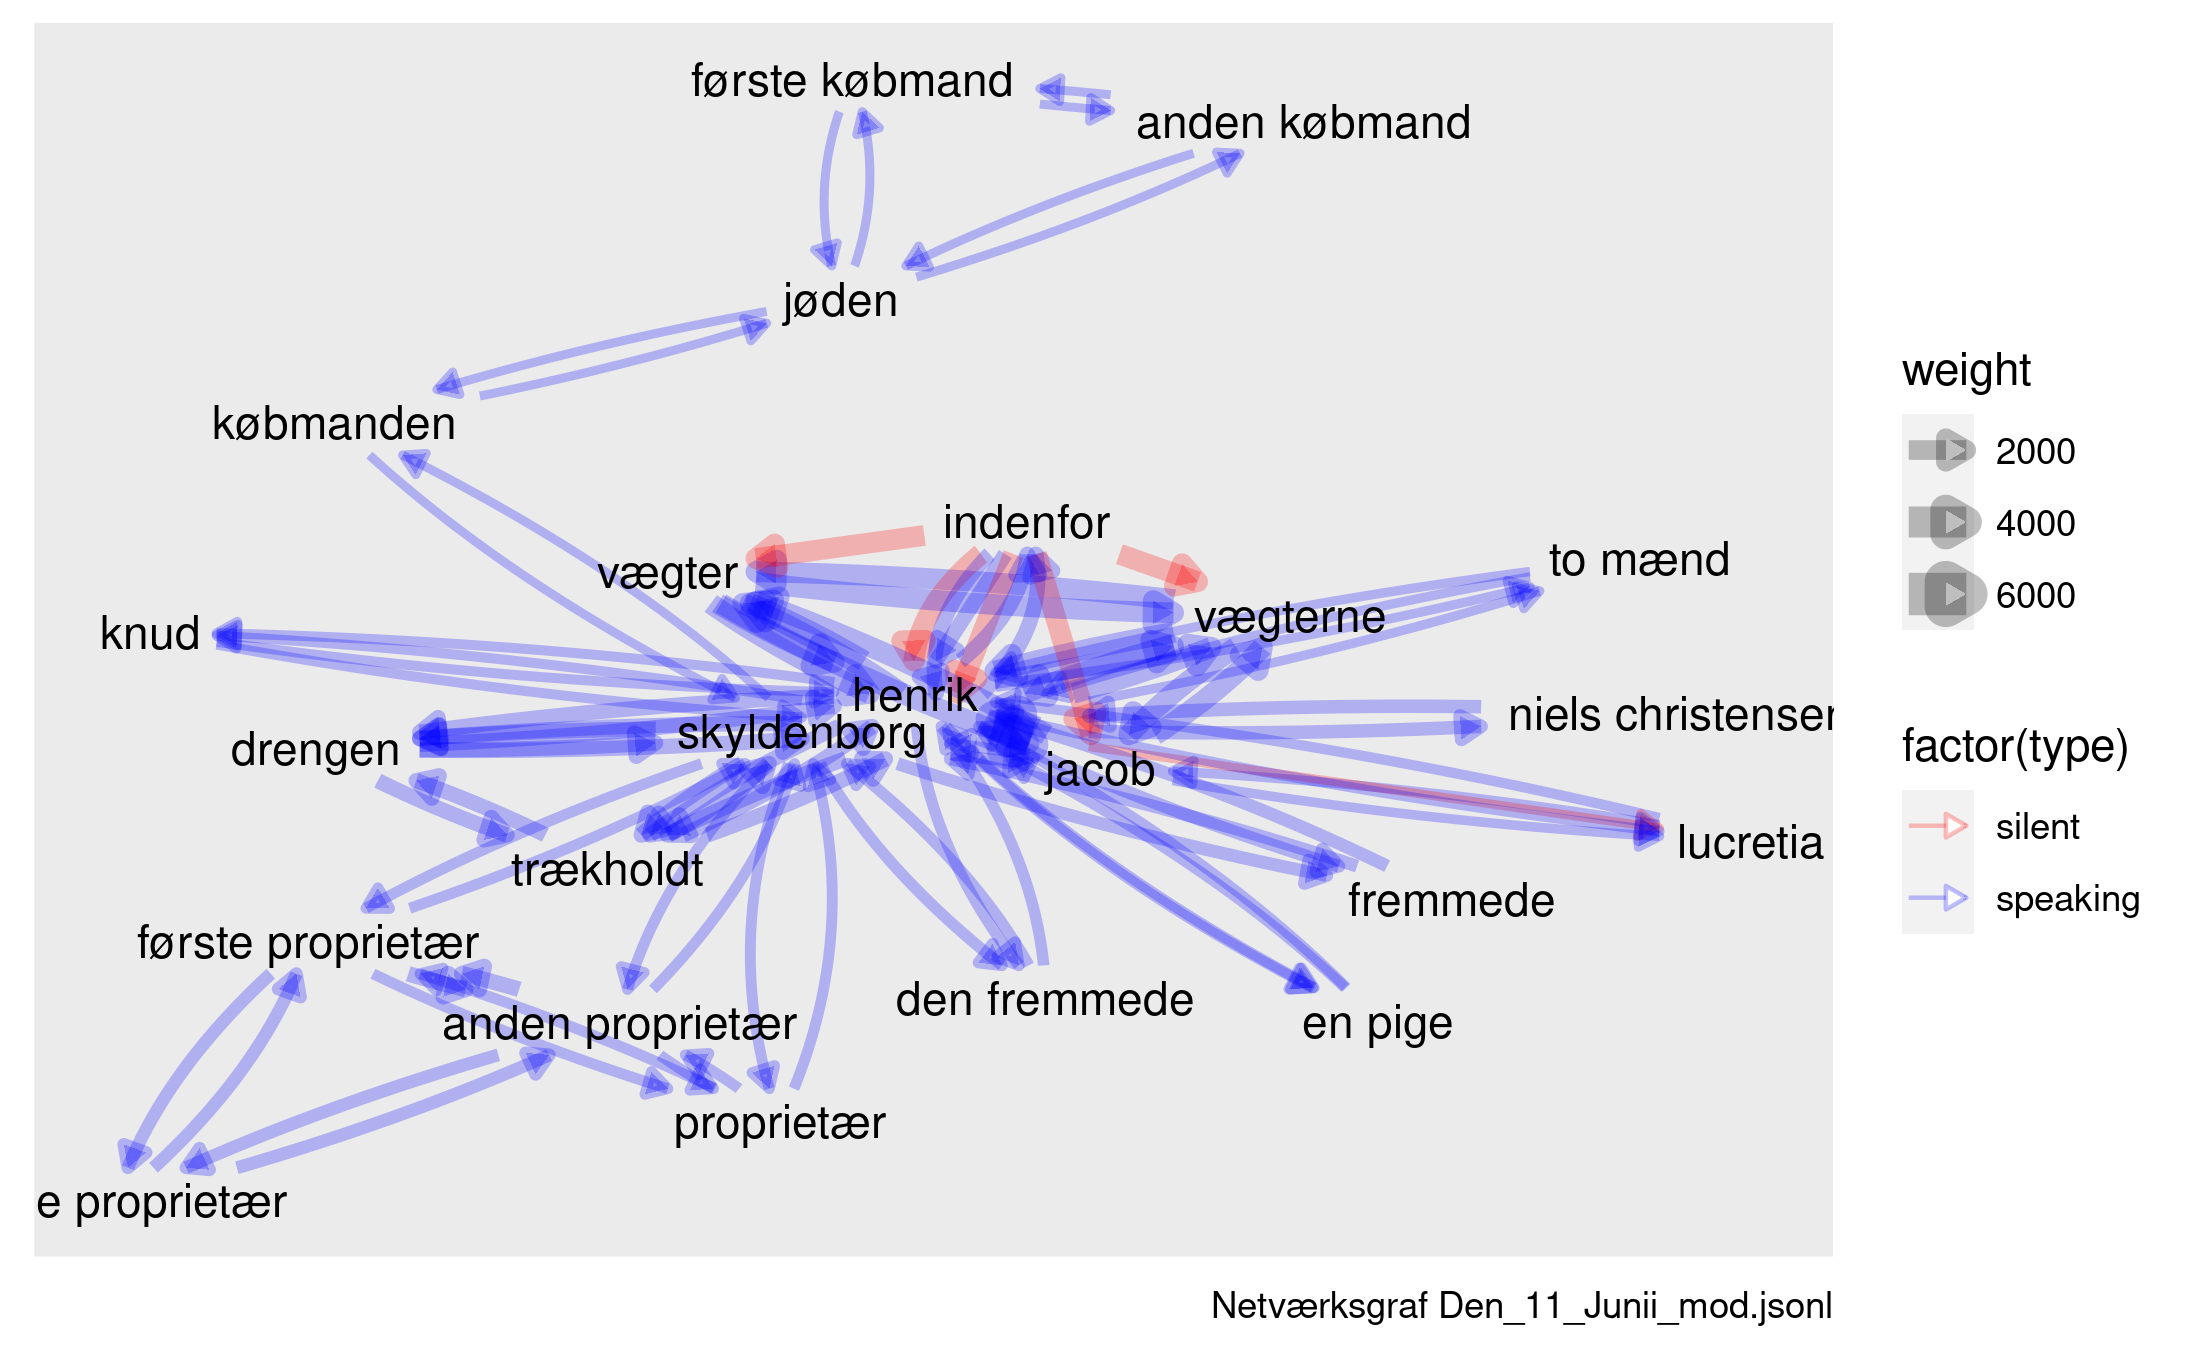 første købmand
anden købmand
jøden
købmanden
indenfor
vægter
to mænd
vægterne
knud
henrik
niels christenser
skyldenborg
drengen
jacob
lucretia
trækholdt
fremmede
første proprietær
den fremmede
anden proprietær
en pige
proprietær
e proprietær
weight
2000
4000
6000
factor(type)
silent
speaking
Netværksgraf Den_11_Junii_mod.jsonl